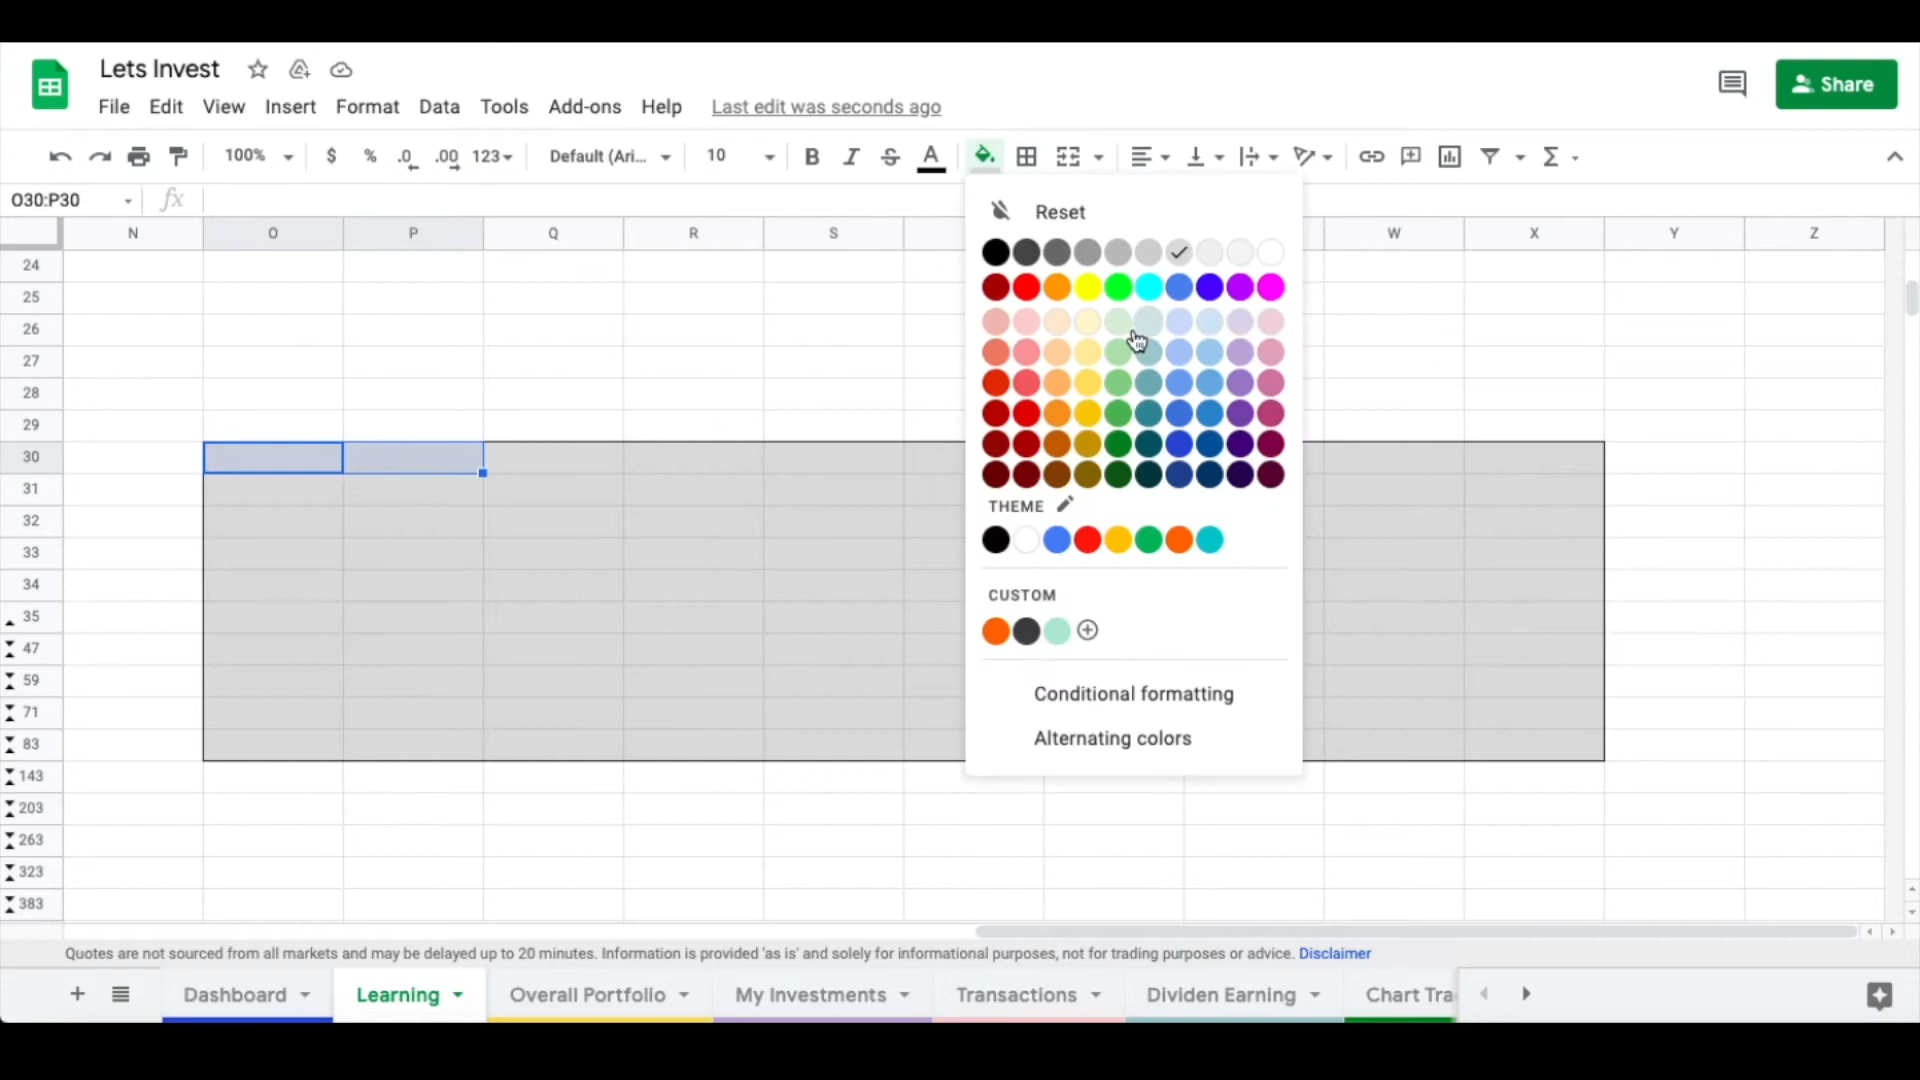 Lets Invest
File Edit View Insert Format Data Tools Add-ons Help Last edit was seconds ago
Share
100% $ % .0 .00 123 Default (Ari... 10 B I S A
O30:P30 fx
Reset
N O P Q R S W X Y Z
24
25
26
27
28
29
30
31
32
33
34
35
47
59
71
83
143
203
263
323
383
THEME
CUSTOM
Conditional formatting
Alternating colors
Quotes are not sourced from all markets and may be delayed up to 20 minutes. Information is provided 'as is' and solely for informational purposes, not for trading purposes or advice. Disclaimer
Dashboard Learning Overall Portfolio My Investments Transactions Dividen Earning Chart Tra